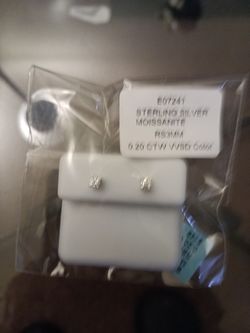 E07241
STERLING SILVER
MOISSANITE
RS3MM
0.20 CTW VVSD Color